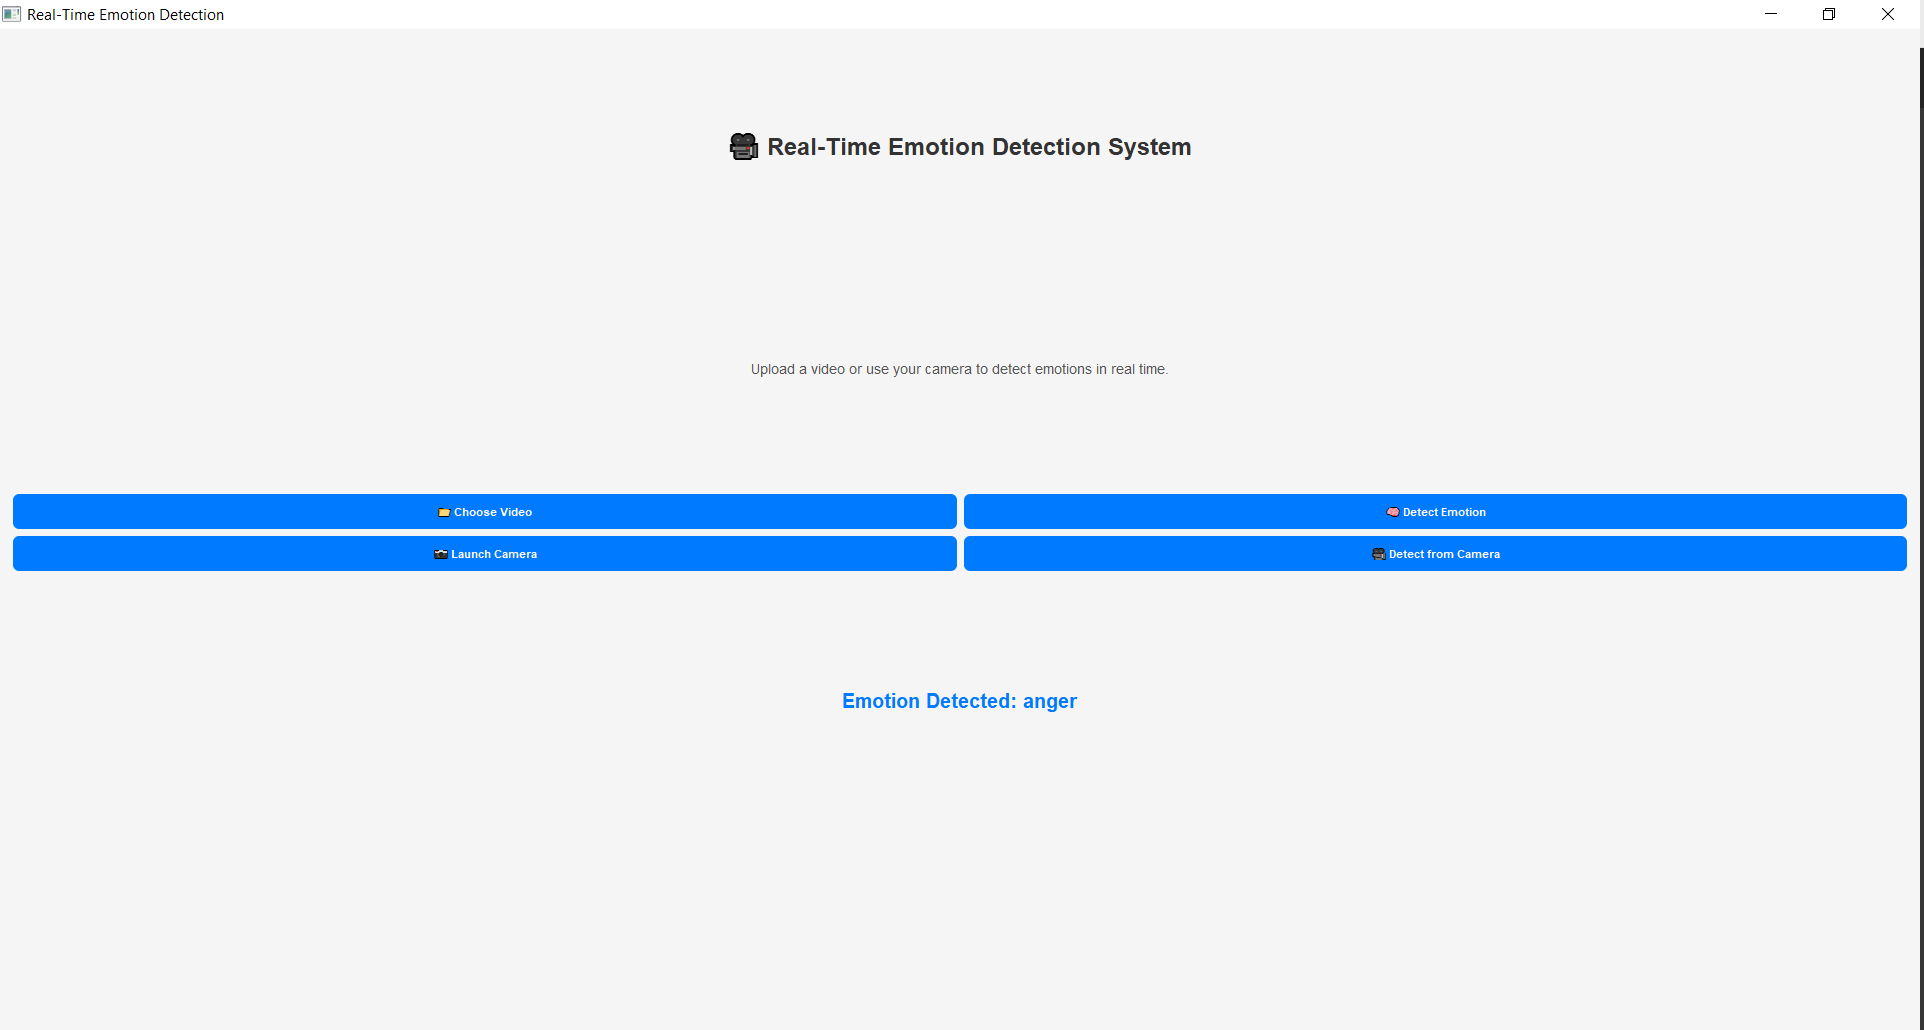 Real-Time Emotion Detection
🎥 Real-Time Emotion Detection System
Upload a video or use your camera to detect emotions in real time.
📁 Choose Video
🧠 Detect Emotion
📷 Launch Camera
🎥 Detect from Camera
Emotion Detected: anger